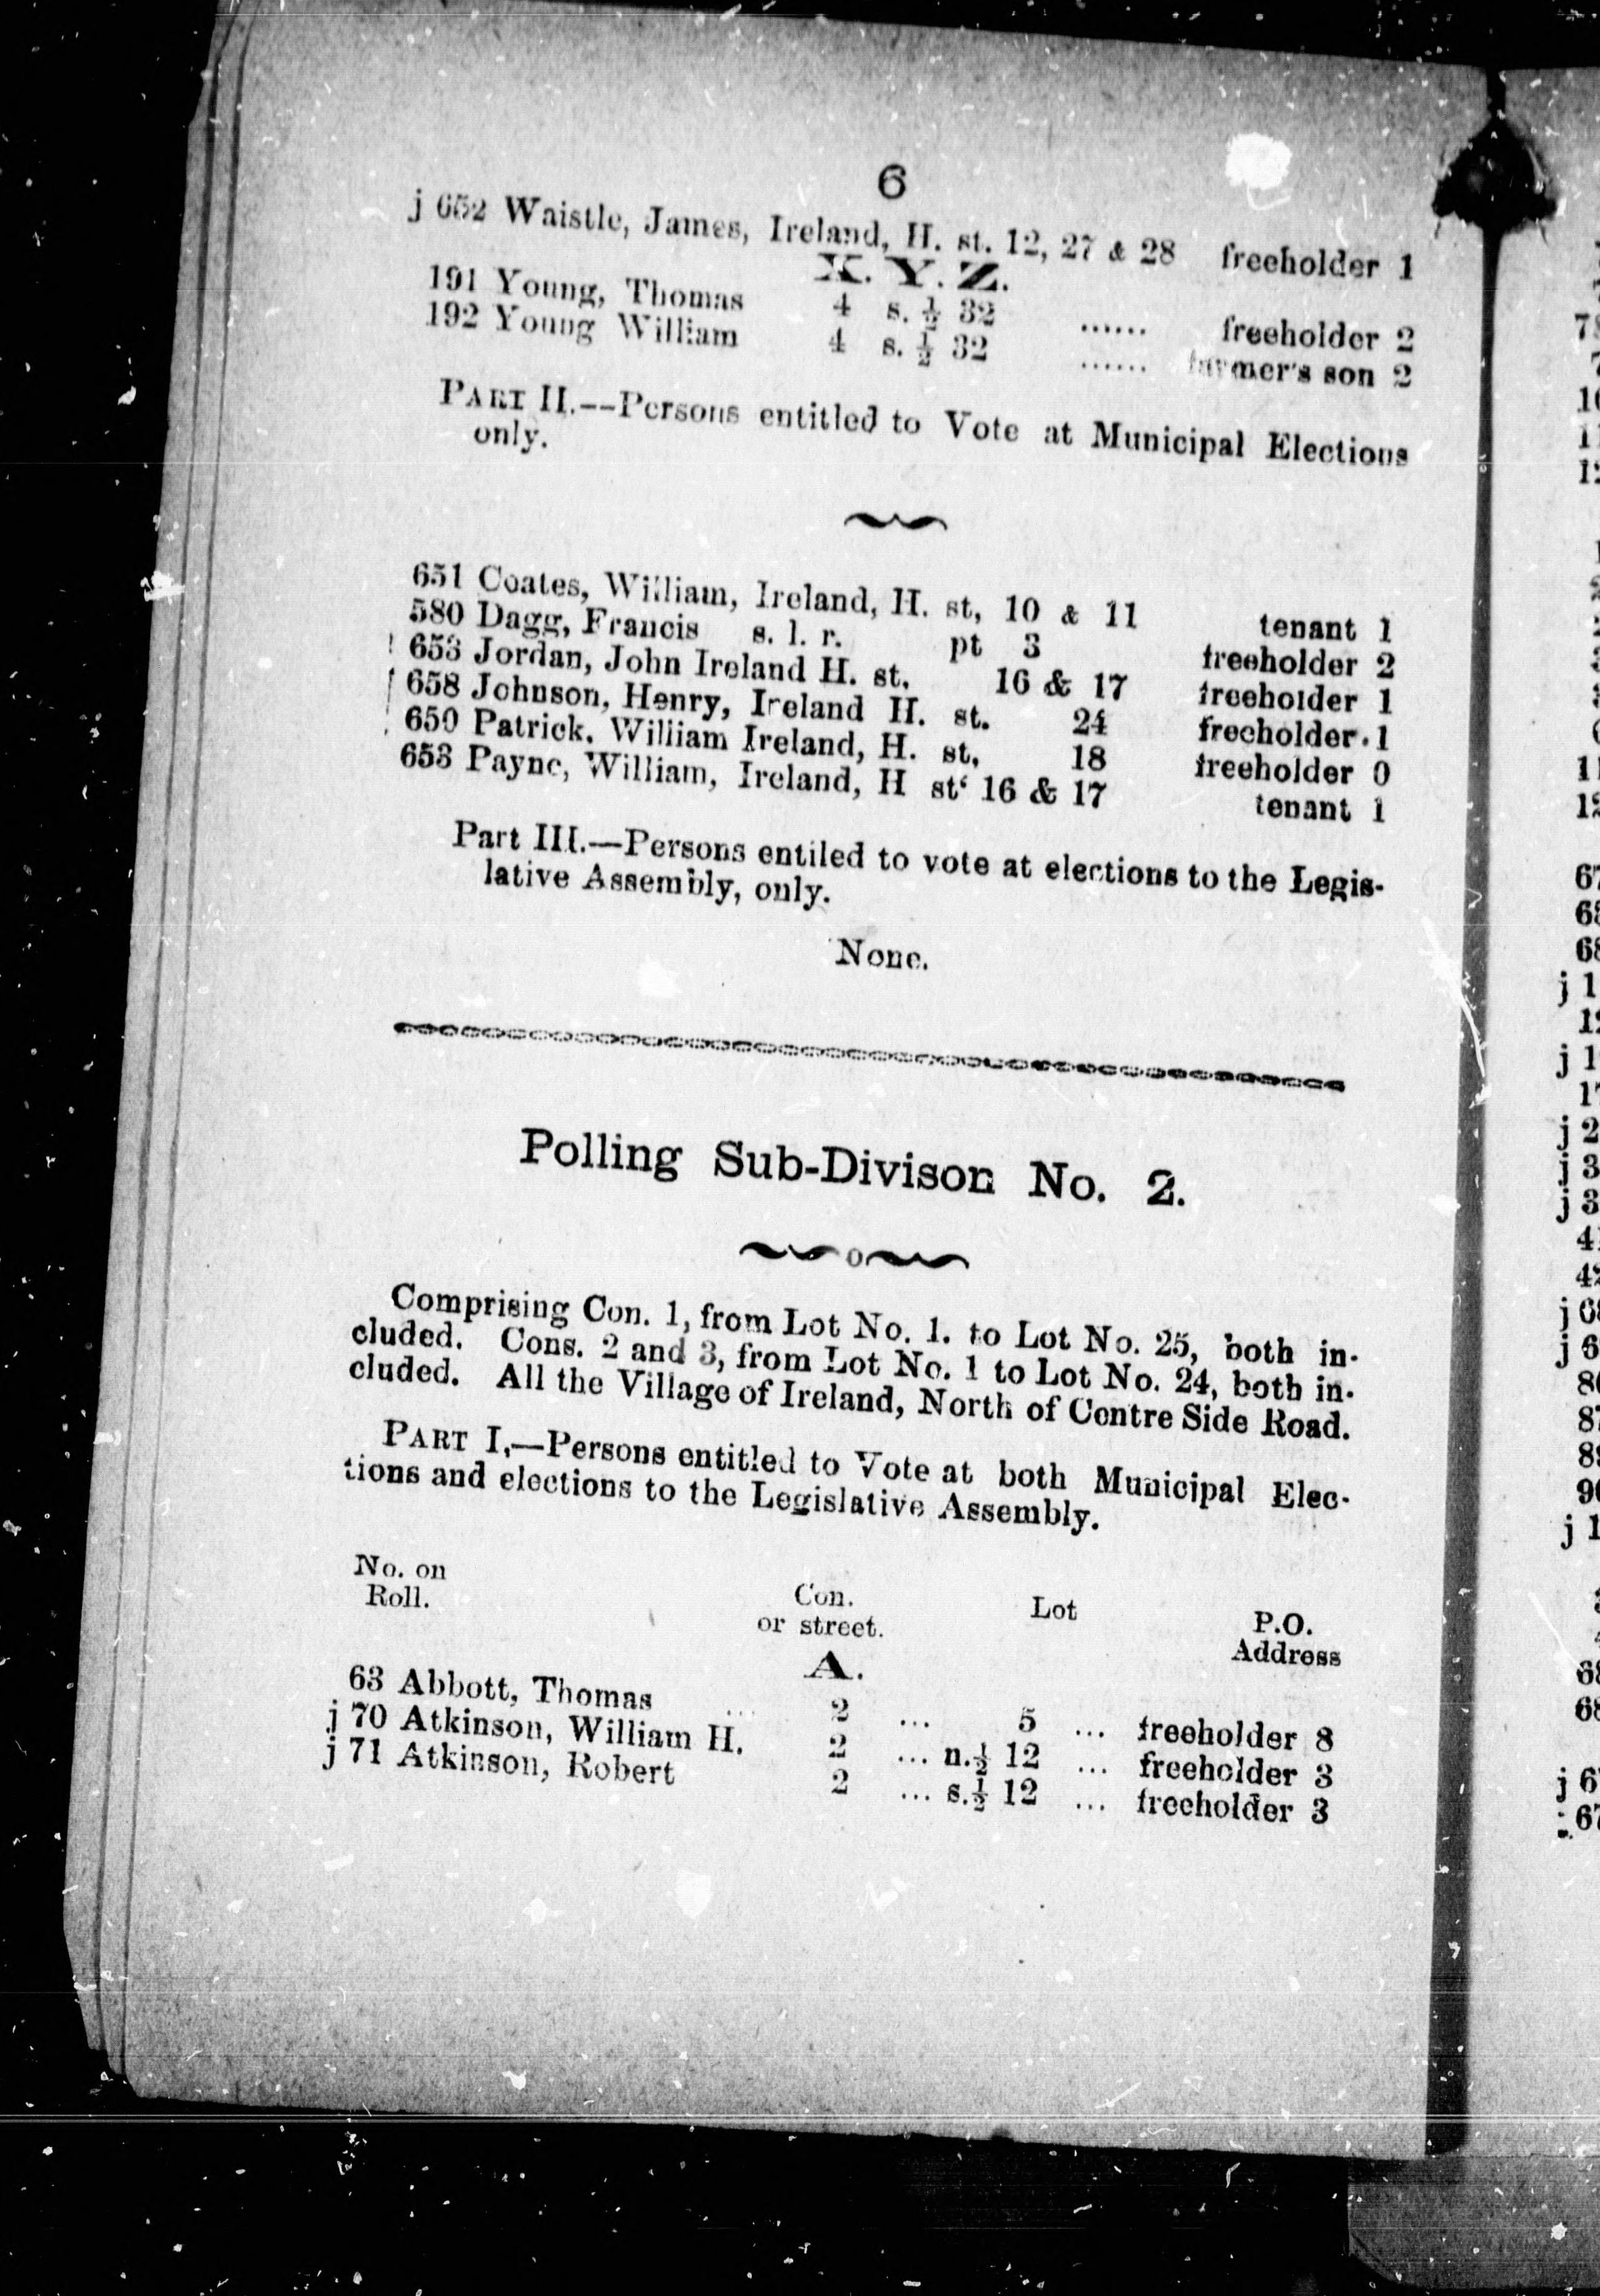 6
j 652 Waistle, James, Ireland, H. st. 12, 27 & 28 freeholder 1
X. Y. Z.
191 Young, Thomas 4 s. ½ 32 ...... freeholder 2
192 Young William 4 s. ½ 32 ...... farmer's son 2
PART II.--Persons entitled to Vote at Municipal Elections
only.
651 Coates, William, Ireland, H. st, 10 & 11 tenant 1
580 Dagg, Francis s. l. r. pt 3 freeholder 2
653 Jordan, John Ireland H. st. 16 & 17 freeholder 1
658 Johnson, Henry, Ireland H. st. 24 freeholder. 1
650 Patrick. William Ireland, H. st, 18 freeholder 0
653 Payne, William, Ireland, H st‘ 16 & 17 tenant 1
Part III.—Persons entiled to vote at elections to the Legis-
lative Assembly, only.
None.
Polling Sub-Divison No. 2.
o
Comprising Con. 1, from Lot No. 1. to Lot No. 25, both in-
cluded. Cons. 2 and 3, from Lot No. 1 to Lot No. 24, both in-
cluded. All the Village of Ireland, North of Centre Side Road.
PART I,—Persons entitled to Vote at both Municipal Elec-
tions and elections to the Legislative Assembly.
No. on
Roll.
Con.
or street.
Lot
P.O.
Address
A.
63 Abbott, Thomas ... 2 ... 5 ... freeholder 8
j 70 Atkinson, William H. 2 ... n.½ 12 ... freeholder 3
j 71 Atkinson, Robert 2 ... s.½ 12 ... freeholder 3